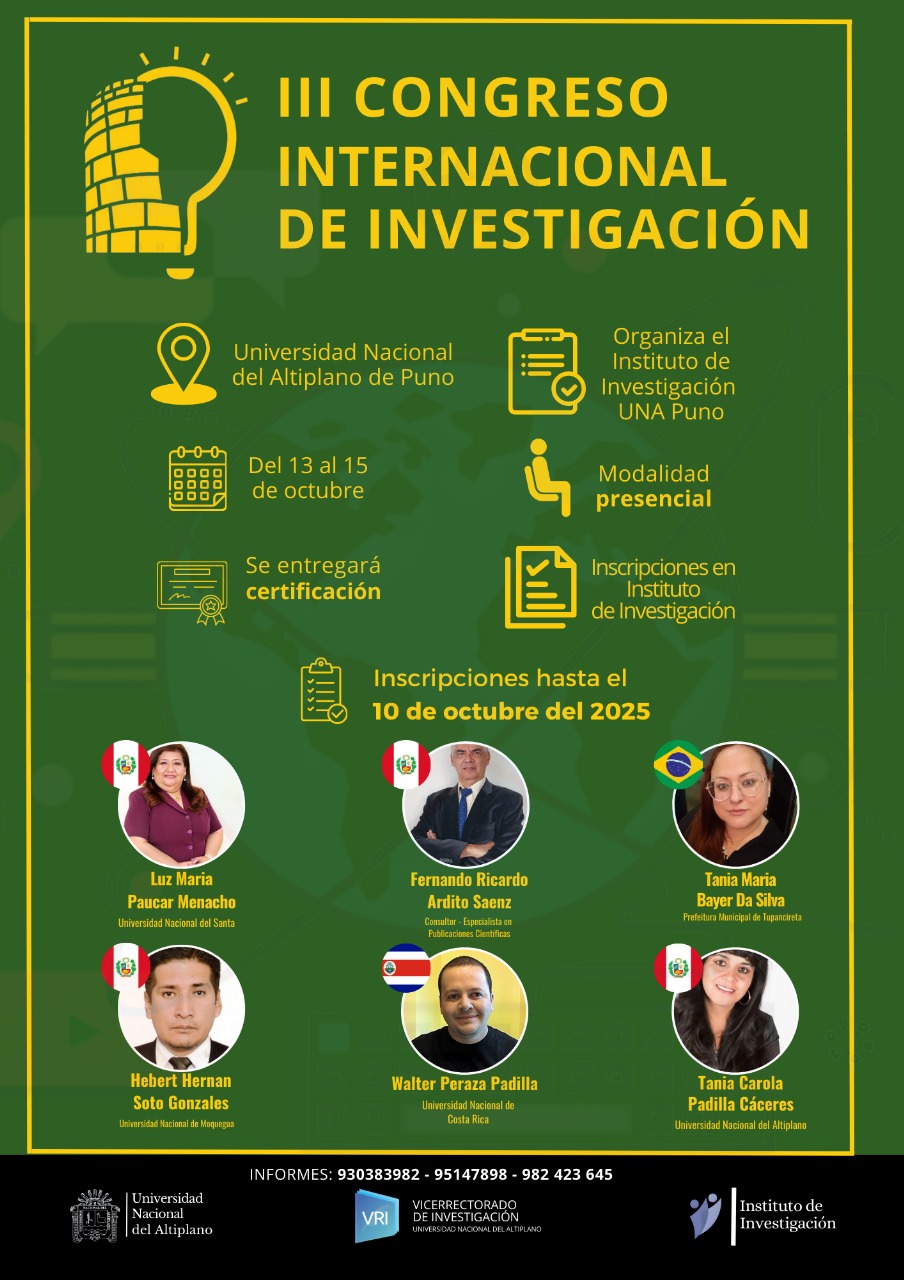 III CONGRESO
INTERNACIONAL
DE INVESTIGACIÓN
Universidad Nacional
del Altiplano de Puno
Organiza el
Instituto de
Investigación
UNA Puno
Del 13 al 15
de octubre
Modalidad
presencial
Se entregará
certificación
Inscripciones en
Instituto
de Investigación
Inscripciones hasta el
10 de octubre del 2025
Luz Maria
Paucar Menacho
Universidad Nacional del Santa
Fernando Ricardo
Ardito Saenz
Consultor - Especialista en
Publicaciones Científicas
Tania Maria
Bayer Da Silva
Prefeitura Municipal de Tupancireta
Hebert Hernan
Soto Gonzales
Universidad Nacional de Moquegua
Walter Peraza Padilla
Universidad Nacional de
Costa Rica
Tania Carola
Padilla Cáceres
Universidad Nacional del Altiplano
INFORMES: 930383982 - 95147898 - 982 423 645
Universidad
Nacional
del Altiplano
VRI
VICERRECTORADO
DE INVESTIGACIÓN
UNIVERSIDAD NACIONAL DEL ALTIPLANO
Instituto de
Investigación